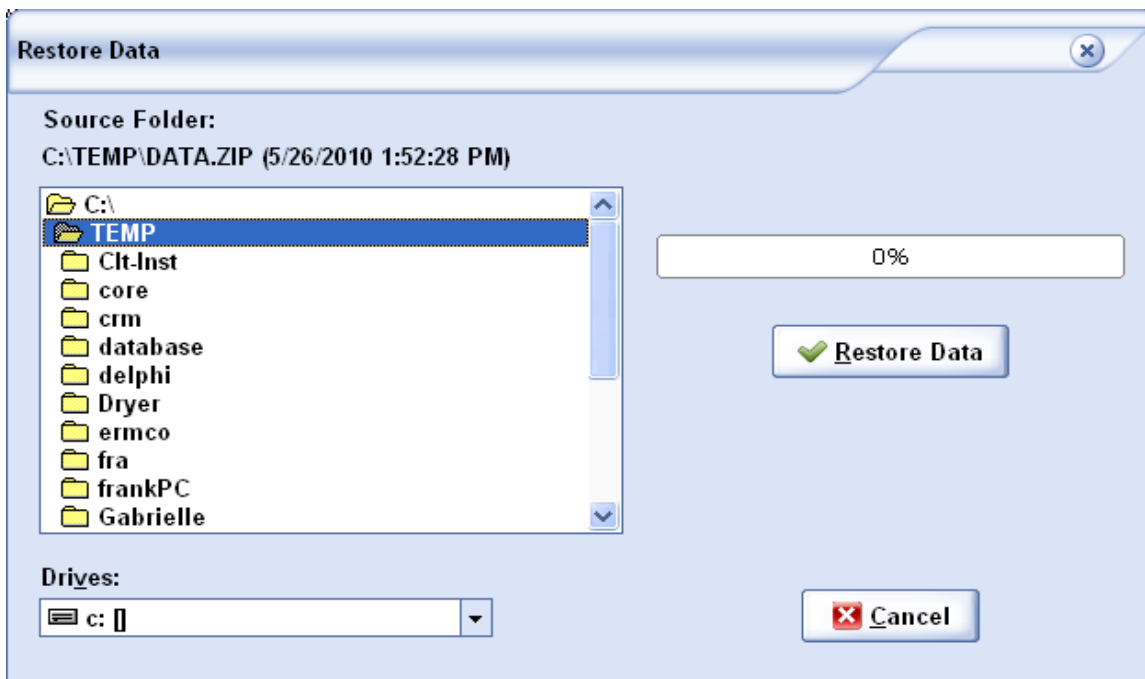 Restore Data
Source Folder:
C:\TEMP\DATA.ZIP (5/26/2010 1:52:28 PM)
C:\
TEMP
Clt-Inst
core
crm
database
delphi
Dryer
ermco
fra
frankPC
Gabrielle
0%
Restore Data
Drives:
c: []
Cancel